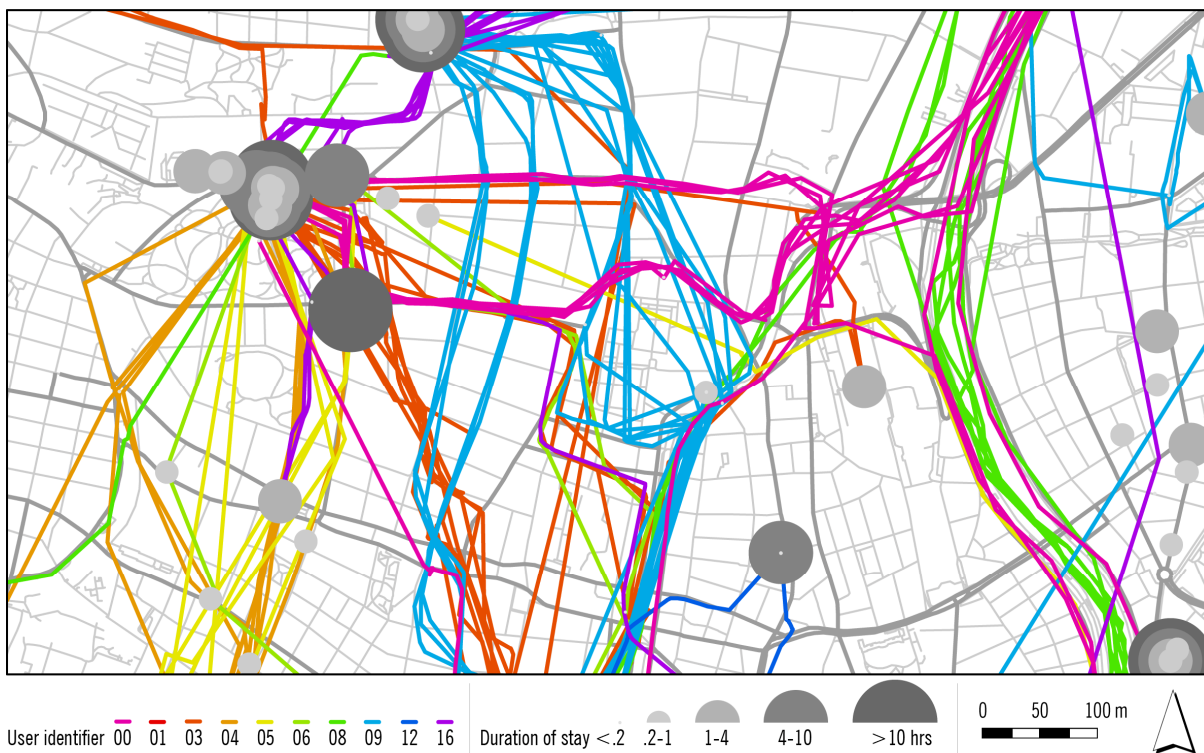 User identifier 00 01 03 04 05 06 08 09 12 16
Duration of stay <.2 .2-1 1-4 4-10 >10 hrs
0 50 100 m